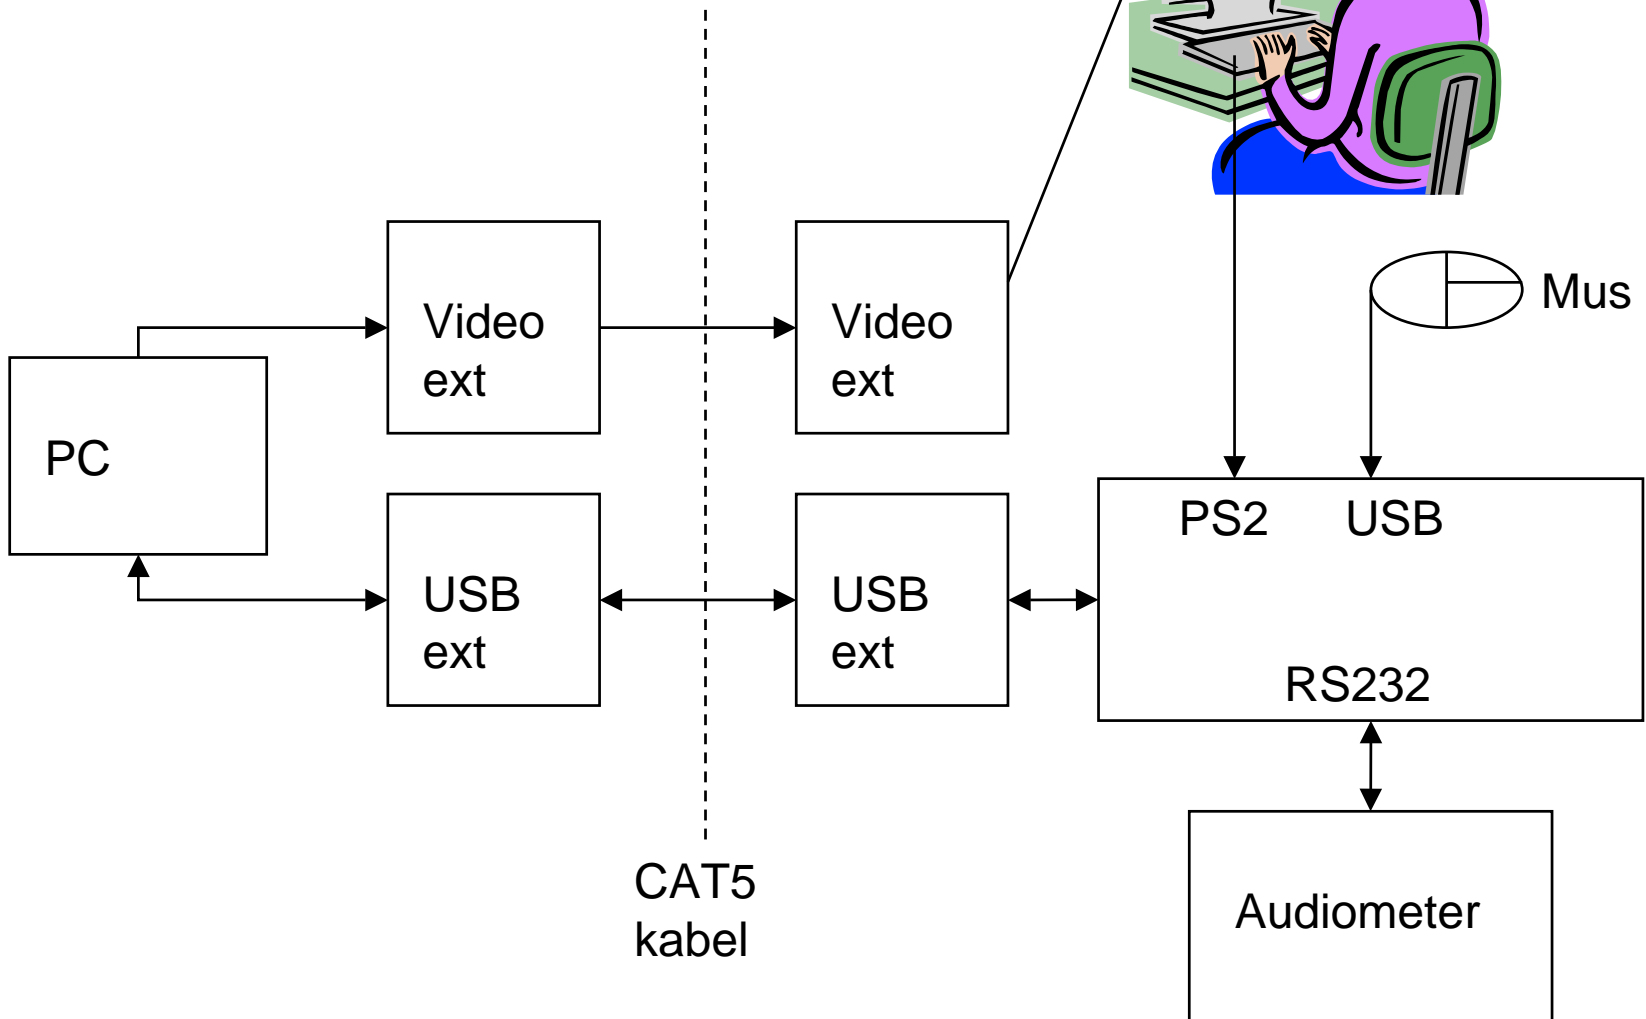 Mus
Video
ext
Video
ext
PC
PS2 USB
USB
ext
USB
ext
RS232
CAT5
kabel
Audiometer